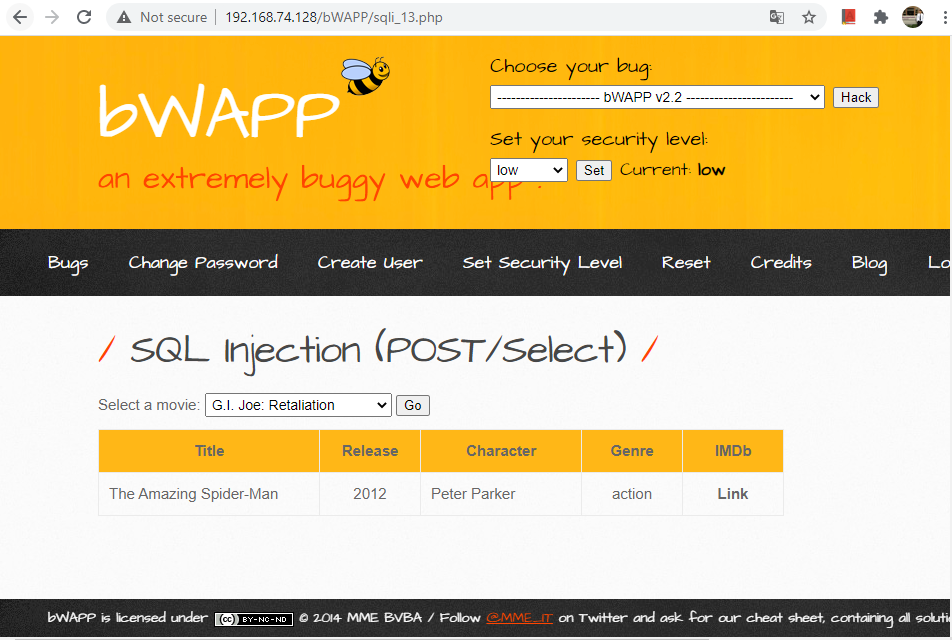 Not secure | 192.168.74.128/bWAPP/sqli_13.php
bWAPP
an extremely buggy web app !
Choose your bug:
---------------------- bWAPP v2.2 ----------------------- Hack
Set your security level:
low Set Current: low
Bugs Change Password Create User Set Security Level Reset Credits Blog Lo
/ SQL Injection (POST/Select) /
Select a movie: G.I. Joe: Retaliation Go
Title Release Character Genre IMDb
The Amazing Spider-Man 2012 Peter Parker action Link
bWAPP is licensed under (cc) BY-NC-ND © 2014 MME BVBA / Follow @MME_IT on Twitter and ask for our cheat sheet, containing all solu